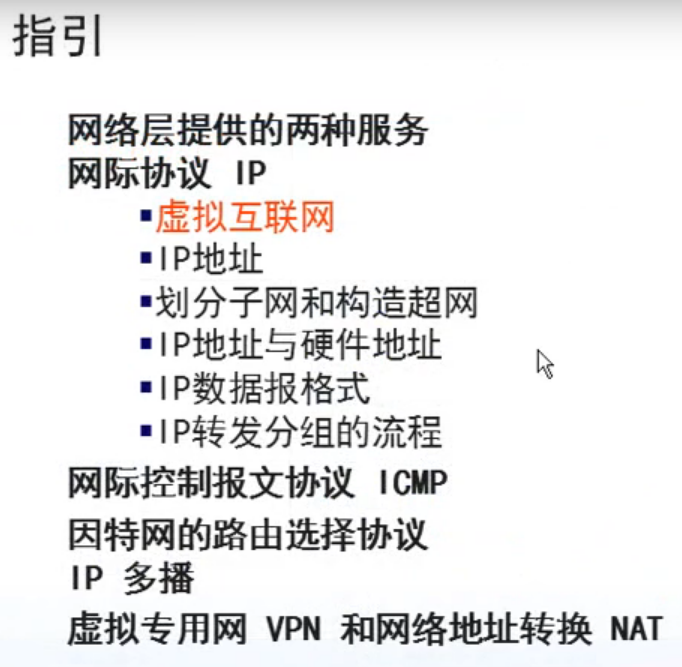 指引
网络层提供的两种服务
网际协议 IP
▪虚拟互联网
▪IP地址
▪划分子网和构造超网
▪IP地址与硬件地址
▪IP数据报格式
▪IP转发分组的流程
网际控制报文协议 ICMP
因特网的路由选择协议
IP 多播
虚拟专用网 VPN 和网络地址转换 NAT